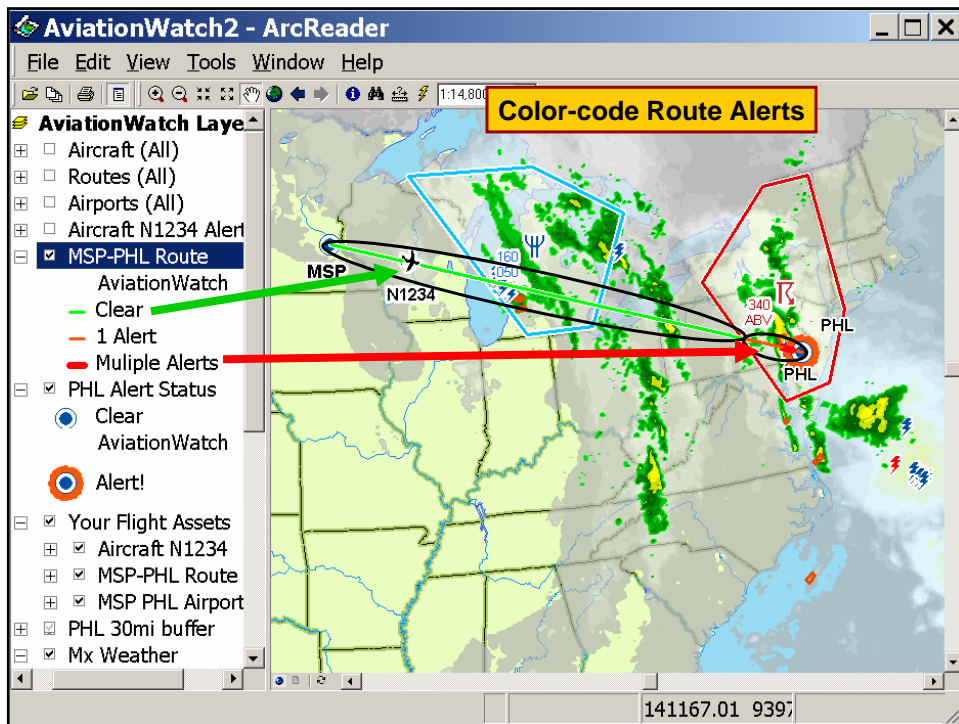 AviationWatch2 - ArcReader
File Edit View Tools Window Help
1:14,800
Color-code Route Alerts
AviationWatch Laye
Aircraft (All)
Routes (All)
Airports (All)
Aircraft N1234 Alert
MSP-PHL Route
AviationWatch
Clear
1 Alert
Muliple Alerts
PHL Alert Status
Clear
AviationWatch
Alert!
Your Flight Assets
Aircraft N1234
MSP-PHL Route
MSP PHL Airport
PHL 30mi buffer
Mx Weather
MSP
N1234
160
050
340
ABV
PHL
PHL
141167.01 9397